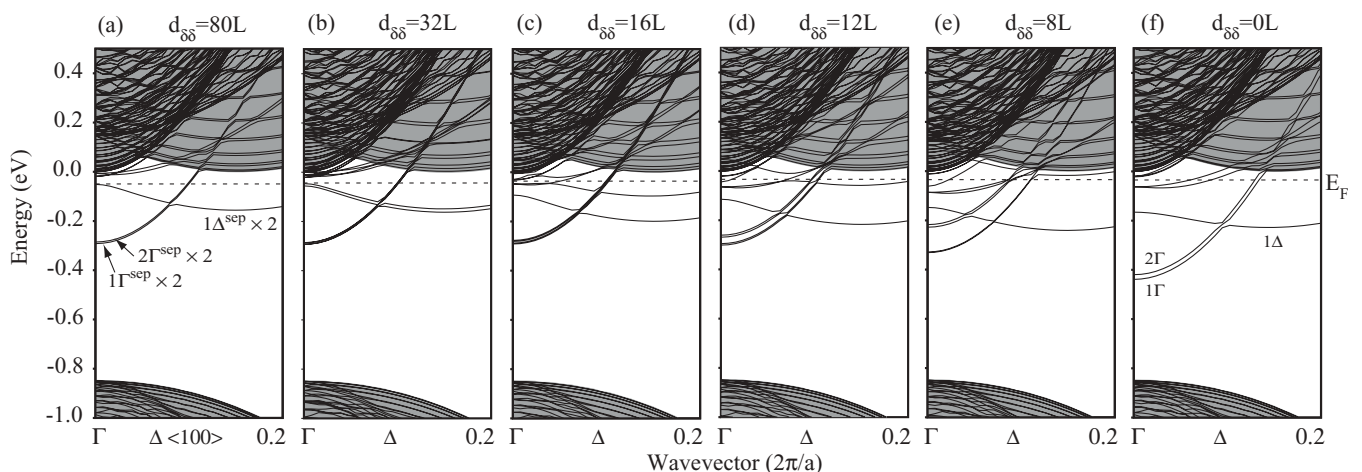 (a) d_δδ=80L
(b) d_δδ=32L
(c) d_δδ=16L
(d) d_δδ=12L
(e) d_δδ=8L
(f) d_δδ=0L
Energy (eV)
0.4
0.2
0.0
-0.2
-0.4
-0.6
-0.8
-1.0
1Δ^sep × 2
2Γ^sep × 2
1Γ^sep × 2
E_F
1Δ
2Γ
1Γ
Γ Δ <100> 0.2
Γ Δ 0.2
Γ Δ 0.2
Γ Δ 0.2
Γ Δ 0.2
Γ Δ 0.2
Wavevector (2π/a)